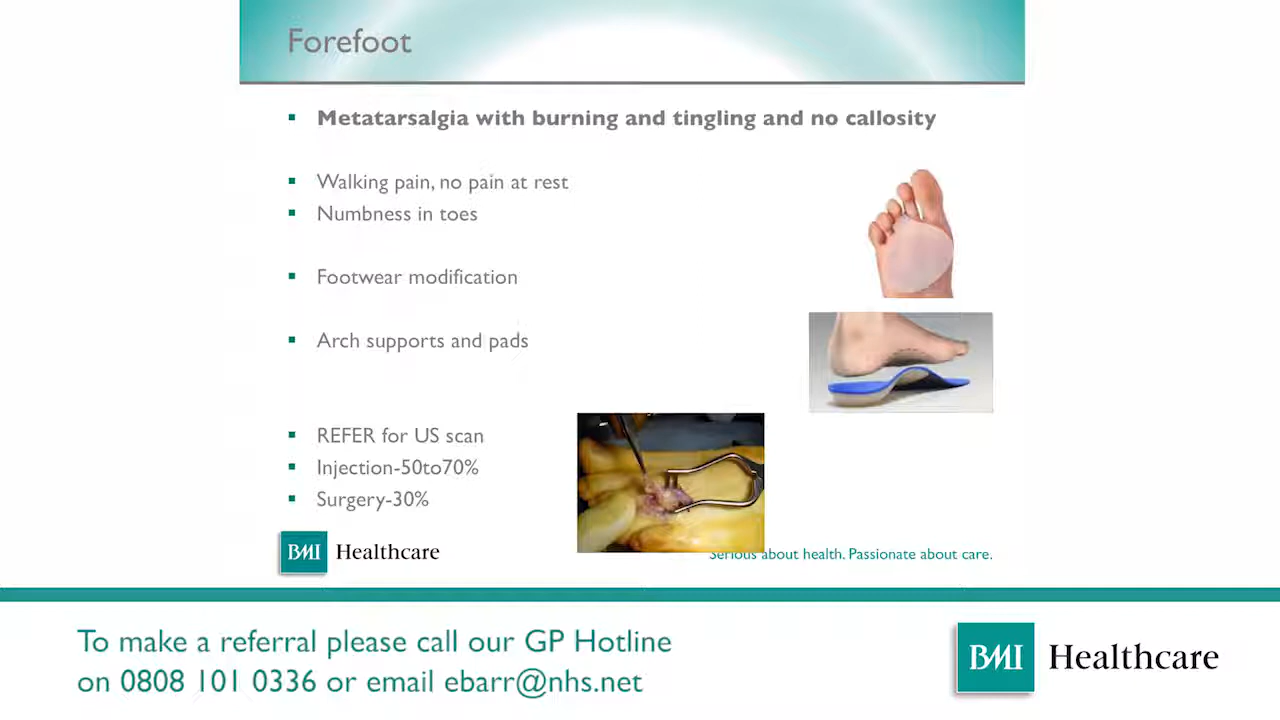 Forefoot
Metatarsalgia with burning and tingling and no callosity
Walking pain, no pain at rest
Numbness in toes
Footwear modification
Arch supports and pads
REFER for US scan
Injection-50to70%
Surgery-30%
BMI Healthcare
Serious about health. Passionate about care.
To make a referral please call our GP Hotline
on 0808 101 0336 or email ebarr@nhs.net
BMI Healthcare